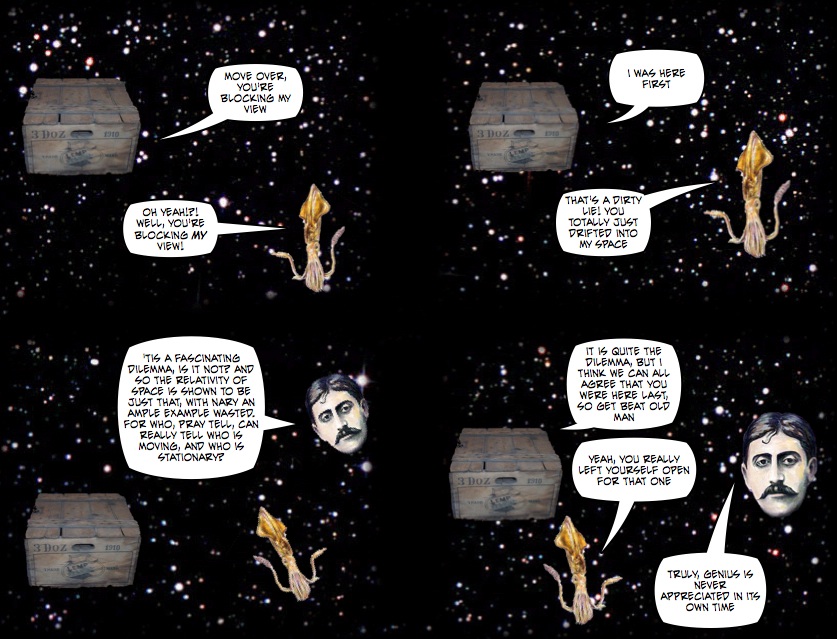 MOVE OVER,
YOU'RE
BLOCKING MY
VIEW
3 DOZ
OH YEAH!?!
WELL, YOU'RE
BLOCKING MY
VIEW!
I WAS HERE
FIRST
3 DOZ
THAT'S A DIRTY
LIE! YOU
TOTALLY JUST
DRIFTED INTO
MY SPACE
'TIS A FASCINATING
DILEMMA, IS IT NOT? AND
SO THE RELATIVITY OF
SPACE IS SHOWN TO BE
JUST THAT, WITH NARY AN
AMPLE EXAMPLE WASTED.
FOR WHO, PRAY TELL, CAN
REALLY TELL WHO IS
MOVING, AND WHO IS
STATIONARY?
3 DOZ
IT IS QUITE THE
DILEMMA, BUT I
THINK WE CAN ALL
AGREE THAT YOU
WERE HERE LAST,
SO GET BEAT OLD
MAN
3 DOZ
YEAH, YOU REALLY
LEFT YOURSELF OPEN
FOR THAT ONE
TRULY, GENIUS IS
NEVER
APPRECIATED IN ITS
OWN TIME